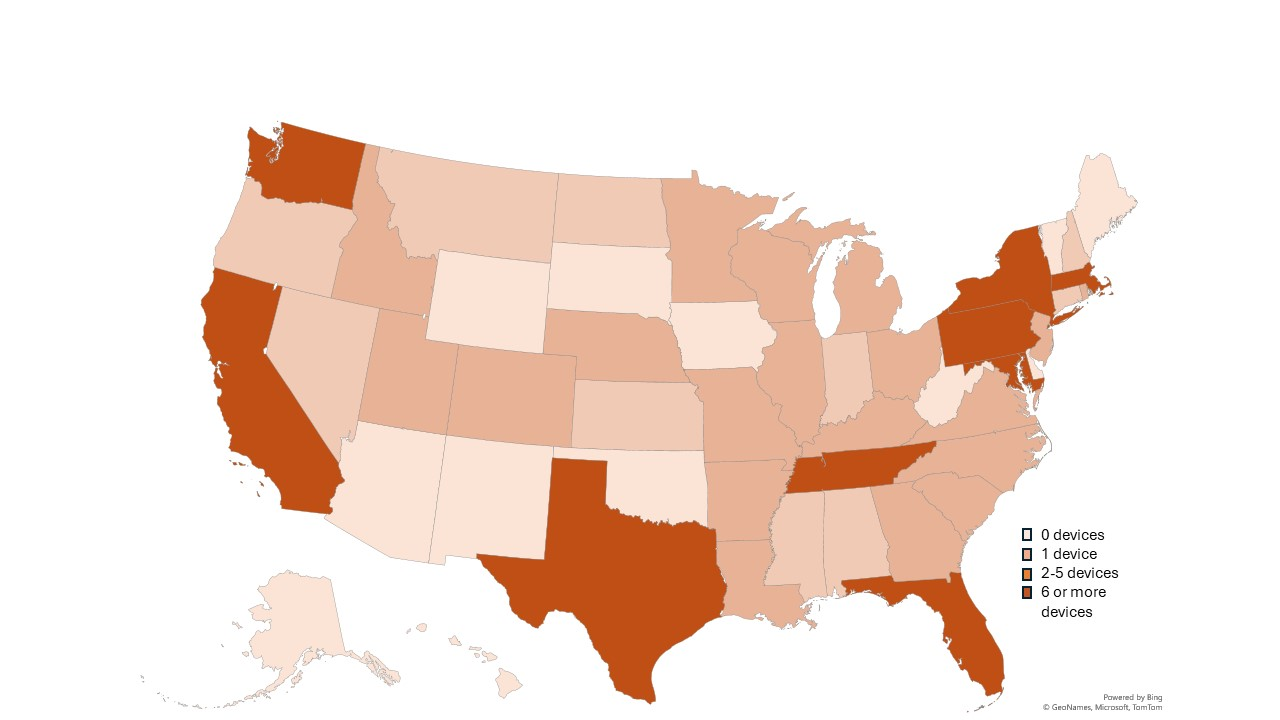 0 devices
1 device
2-5 devices
6 or more
devices
Powered by Bing
© GeoNames, Microsoft, TomTom